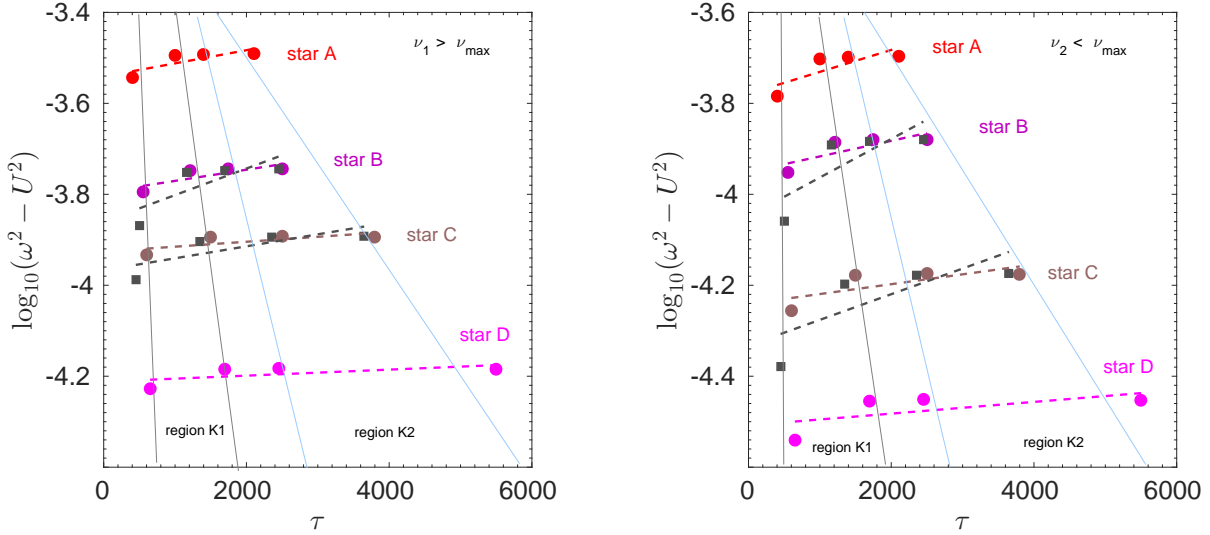 -3.4
-3.6
-3.8
-4
-4.2
log₁₀(ω² − U²)
0
2000
4000
6000
τ
ν₁ > ν_max
star A
star B
star C
star D
region K1
region K2
-3.6
-3.8
-4
-4.2
-4.4
log₁₀(ω² − U²)
0
2000
4000
6000
τ
ν₂ < ν_max
star A
star B
star C
star D
region K1
region K2